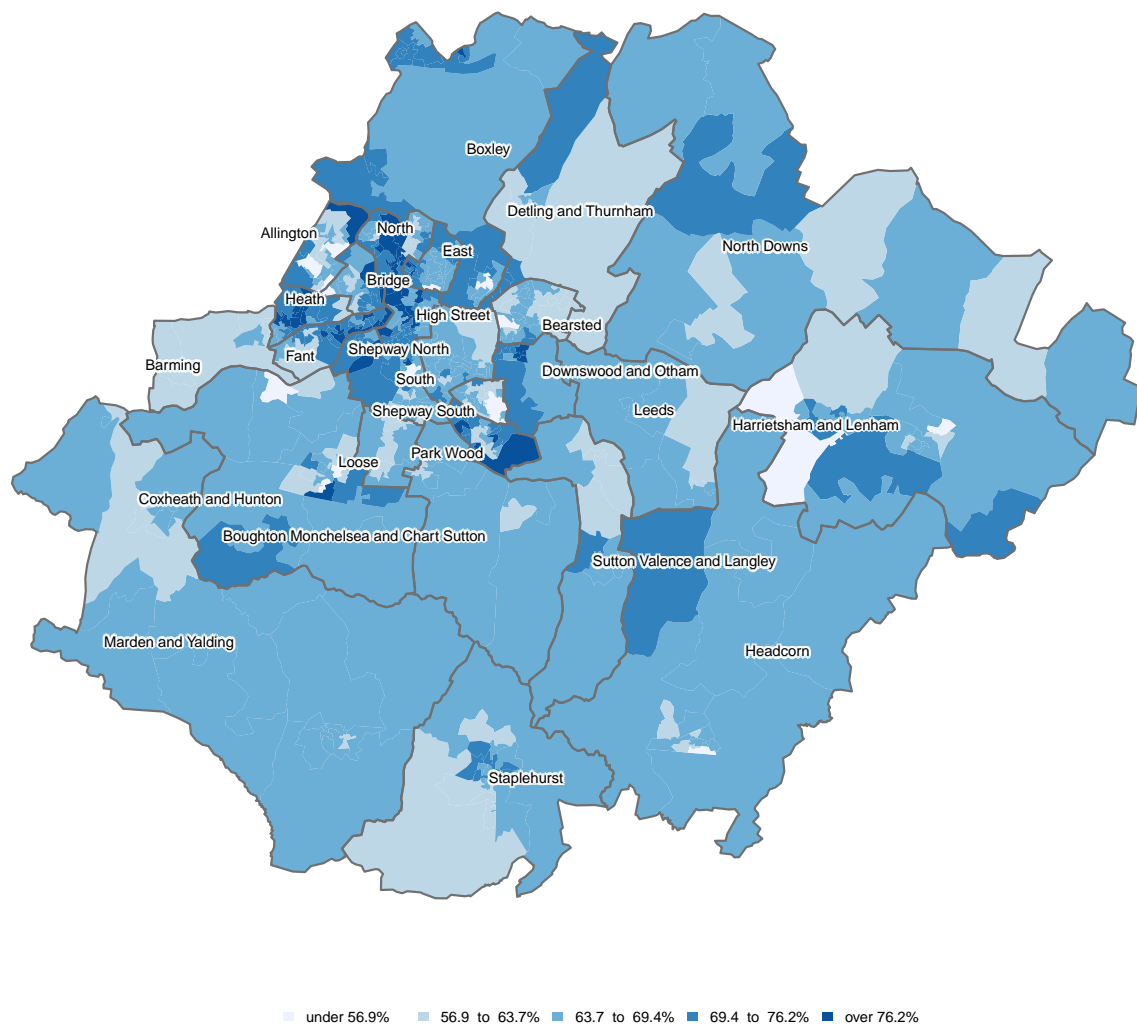 Boxley
Detling and Thurnham
North
Allington
North Downs
East
Bridge
Heath
High Street
Bearsted
Shepway North
Fant
Barming
Downswood and Otham
South
Leeds
Shepway South
Harrietsham and Lenham
Park Wood
Loose
Coxheath and Hunton
Boughton Monchelsea and Chart Sutton
Sutton Valence and Langley
Marden and Yalding
Headcorn
Staplehurst
under 56.9% 56.9 to 63.7% 63.7 to 69.4% 69.4 to 76.2% over 76.2%